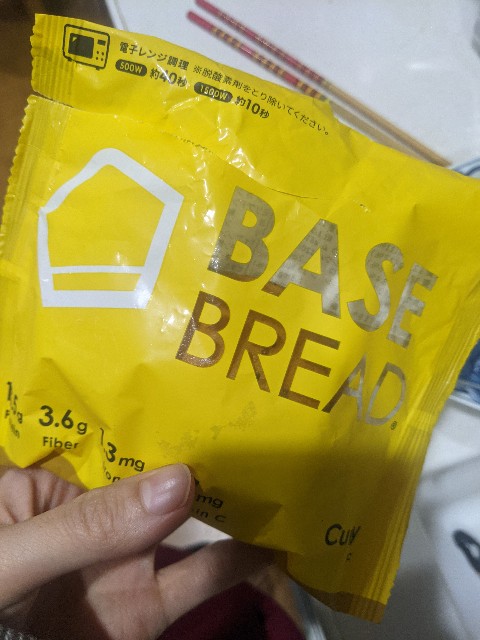 電子レンジ調理 ※脱酸素剤をとり除いてください。
500W 約40秒 1500W 約10秒
BASE
BREAD®
3.6g
Fiber
mg
mg
C